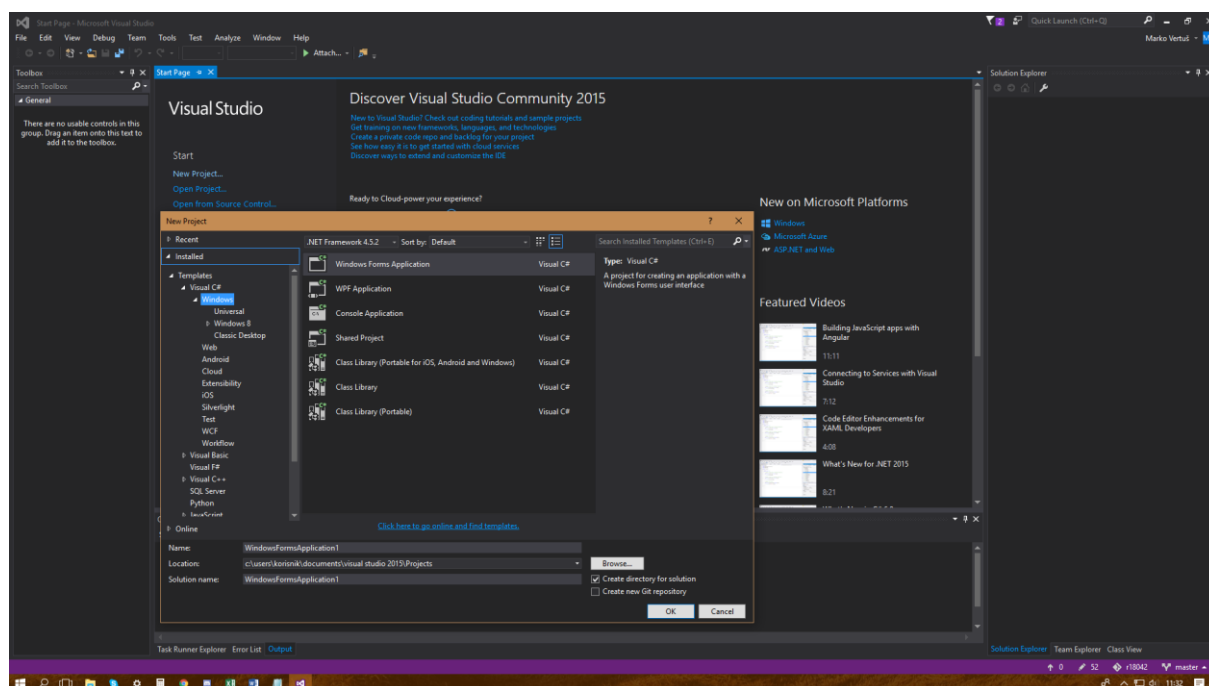 Start Page - Microsoft Visual Studio
2
Quick Launch (Ctrl+Q)
File Edit View Debug Team Tools Test Analyze Window Help
Marko Vertuš
Attach...
Toolbox
Search Toolbox
General
There are no usable controls in this
group. Drag an item onto this text to
add it to the toolbox.
Start Page
Visual Studio
Start
New Project...
Open Project...
Open from Source Control...
Discover Visual Studio Community 2015
New to Visual Studio? Check out coding tutorials and sample projects
Get training on new frameworks, languages, and technologies
Create a private code repo and backlog for your project
See how easy it is to get started with cloud services
Discover ways to extend and customize the IDE
Ready to Cloud-power your experience?
New on Microsoft Platforms
Windows
Microsoft Azure
ASP.NET and Web
Featured Videos
Building JavaScript apps with
Angular
11:11
Connecting to Services with Visual
Studio
7:12
Code Editor Enhancements for
XAML Developers
4:08
What's New for .NET 2015
8:21
New Project
? X
Recent
Installed
Templates
Visual C#
Windows
Universal
Windows 8
Classic Desktop
Web
Android
Cloud
Extensibility
iOS
Silverlight
Test
WCF
Workflow
Visual Basic
Visual F#
Visual C++
SQL Server
Python
JavaScript
Online
.NET Framework 4.5.2 Sort by: Default
Search Installed Templates (Ctrl+E)
Windows Forms Application Visual C#
WPF Application Visual C#
Console Application Visual C#
Shared Project Visual C#
Class Library (Portable for iOS, Android and Windows) Visual C#
Class Library Visual C#
Class Library (Portable) Visual C#
Type: Visual C#
A project for creating an application with a
Windows Forms user interface
Click here to go online and find templates.
Name: WindowsFormsApplication1
Location: c:\users\korisnik\documents\visual studio 2015\Projects
Browse...
Solution name: WindowsFormsApplication1
Create directory for solution
Create new Git repository
OK Cancel
Solution Explorer
Task Runner Explorer Error List Output
Solution Explorer Team Explorer Class View
0 52 r18042 master
11:32